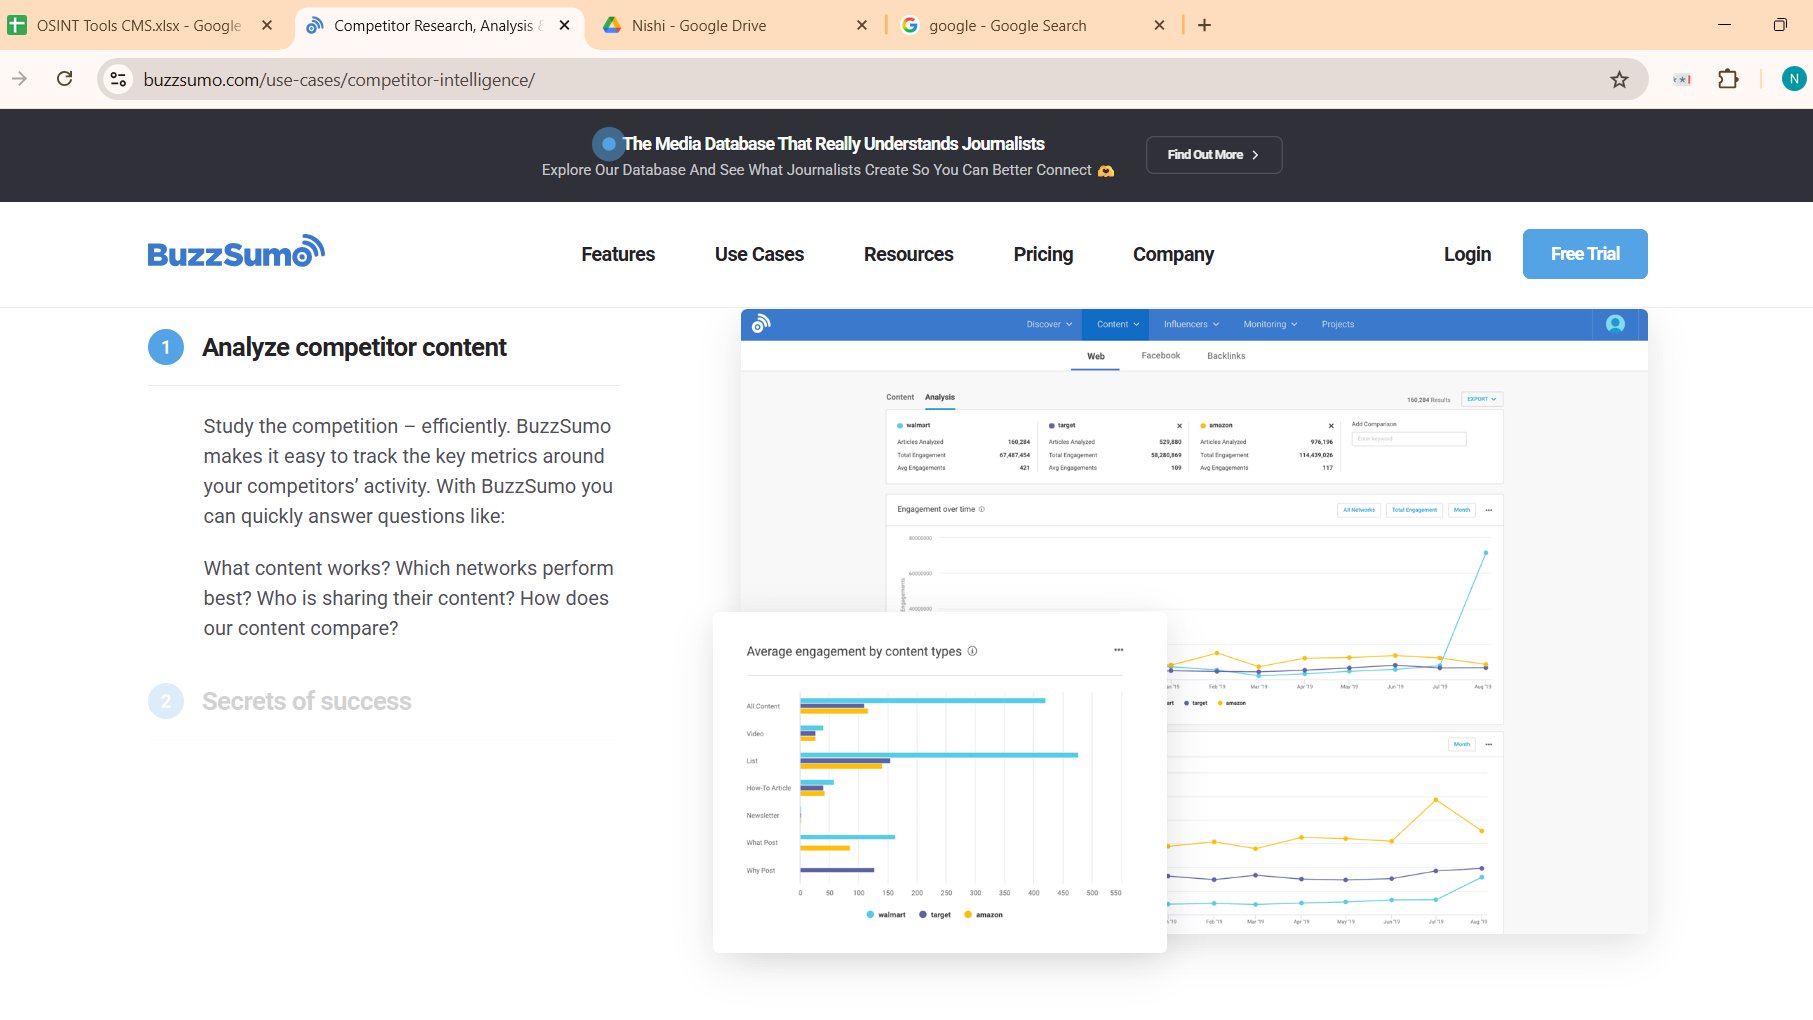 OSINT Tools CMS.xlsx - Google
Competitor Research, Analysis &
Nishi - Google Drive
google - Google Search
buzzsumo.com/use-cases/competitor-intelligence/
N
The Media Database That Really Understands Journalists
Explore Our Database And See What Journalists Create So You Can Better Connect
Find Out More
BuzzSumo
Features
Use Cases
Resources
Pricing
Company
Login
Free Trial
1
Analyze competitor content
Study the competition – efficiently. BuzzSumo
makes it easy to track the key metrics around
your competitors’ activity. With BuzzSumo you
can quickly answer questions like:
What content works? Which networks perform
best? Who is sharing their content? How does
our content compare?
2
Secrets of success
Discover
Content
Influencers
Monitoring
Projects
Web
Facebook
Backlinks
Content
Analysis
160,284 Results
EXPORT
walmart
Articles Analyzed 160,284
Total Engagement 67,487,454
Avg Engagements 421
target
Articles Analyzed 529,880
Total Engagement 58,280,869
Avg Engagements 109
amazon
Articles Analyzed 976,196
Total Engagement 114,439,026
Avg Engagements 117
Add Comparison
Enter keyword
Engagement over time
All Networks
Total Engagement
Month
80000000
60000000
40000000
Engagements
Feb '19 Mar '19 Apr '19 May '19 Jun '19 Jul '19 Aug '19
target amazon
Month
Feb '19 Mar '19 Apr '19 May '19 Jun '19 Jul '19 Aug '19
Average engagement by content types
All Content
Video
List
How-To Article
Newsletter
What Post
Why Post
0 50 100 150 200 250 300 350 400 450 500 550
walmart target amazon